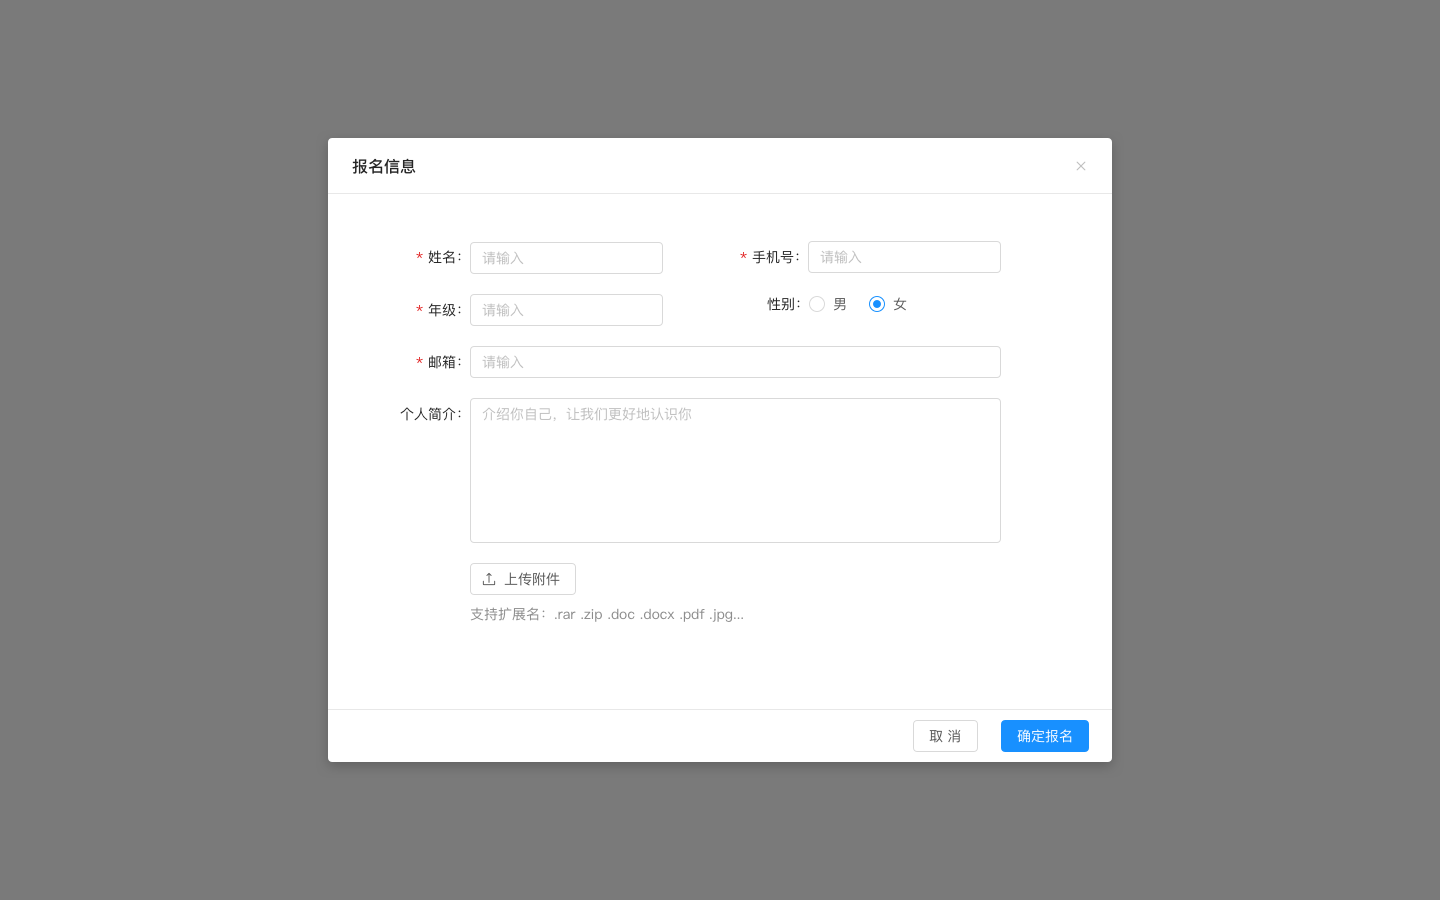 报名信息
* 姓名： 请输入 * 手机号： 请输入
* 年级： 请输入 性别： 男 女
* 邮箱： 请输入
个人简介： 介绍你自己，让我们更好地认识你
上传附件
支持扩展名：.rar .zip .doc .docx .pdf .jpg...
取 消 确定报名